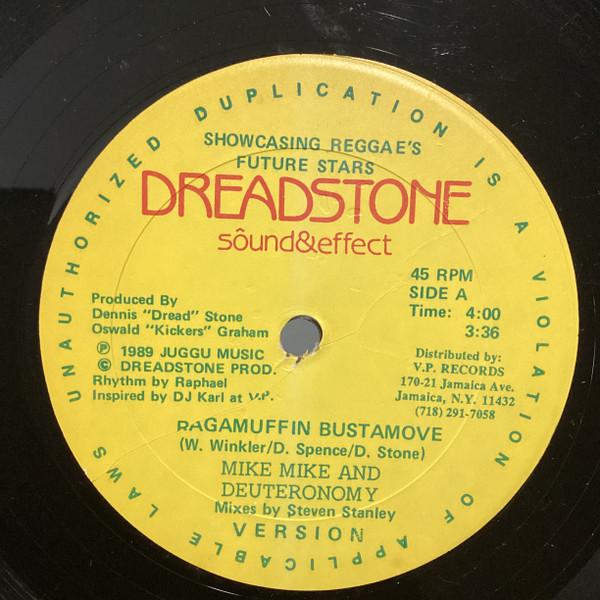 UNAUTHORIZED DUPLICATION IS A VIOLATION OF APPLICABLE LAWS
SHOWCASING REGGAE'S
FUTURE STARS
DREADSTONE
sôund&effect
45 RPM
SIDE A
Time: 4:00
3:36
Produced By
Dennis "Dread" Stone
Oswald "Kickers" Graham
Ⓟ 1989 JUGGU MUSIC
© DREADSTONE PROD.
Rhythm by Raphael
Inspired by DJ Karl at V.P.
Distributed by:
V.P. RECORDS
170-21 Jamaica Ave.
Jamaica, N.Y. 11432
(718) 291-7058
RAGAMUFFIN BUSTAMOVE
(W. Winkler/D. Spence/D. Stone)
MIKE MIKE AND
DEUTERONOMY
Mixes by Steven Stanley
VERSION